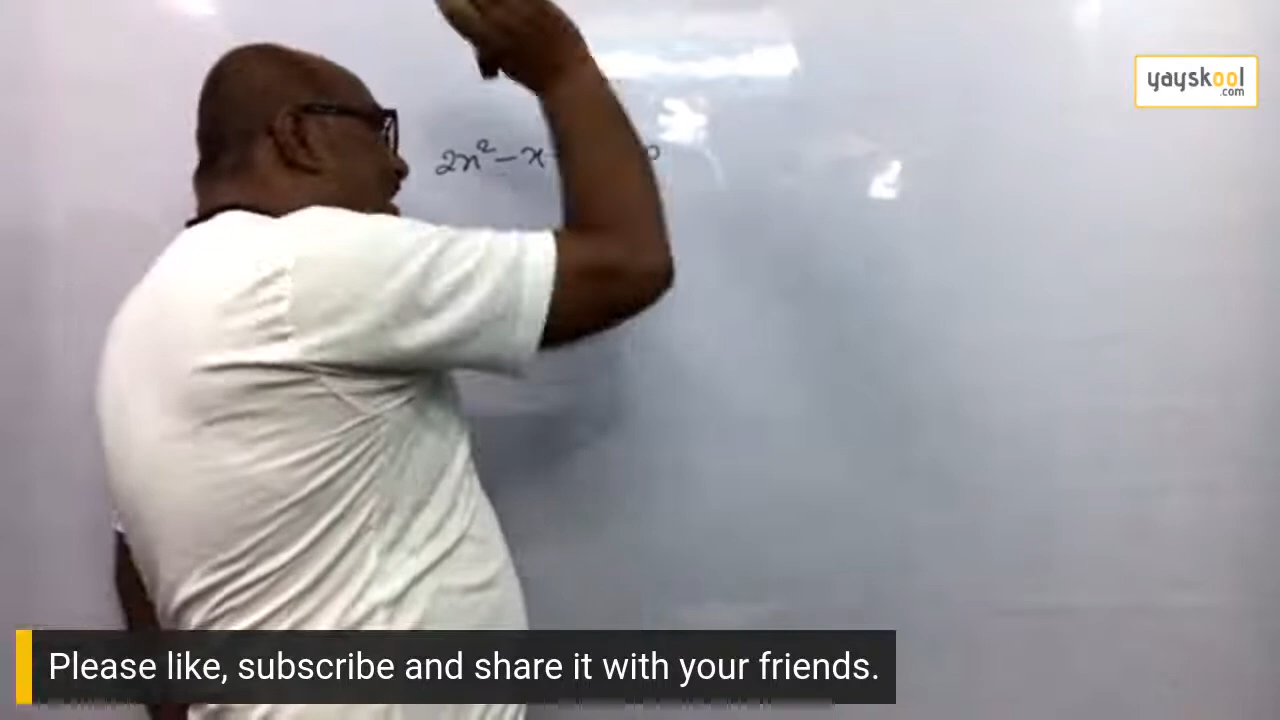 yayskool
.com
2x² - x
Please like, subscribe and share it with your friends.